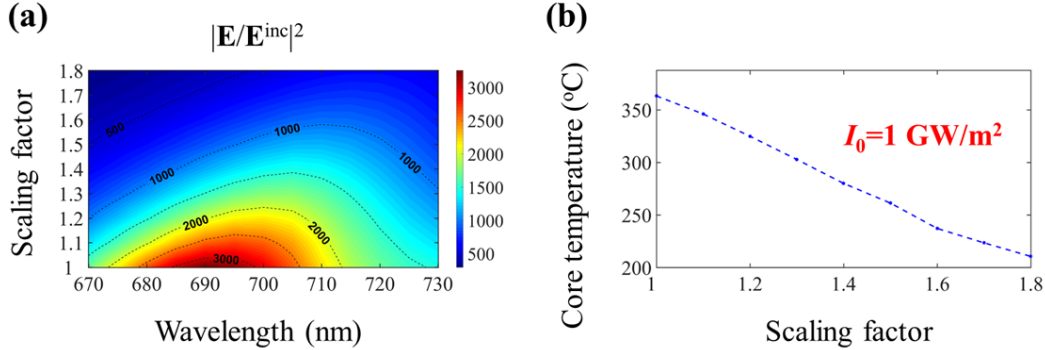 (a)
|E/E^inc|²
Scaling factor
1.8
1.7
1.6
1.5
1.4
1.3
1.2
1.1
1
500
1000
1000
1000
2000
2000
3000
670 680 690 700 710 720 730
Wavelength (nm)
3000
2500
2000
1500
1000
500
(b)
Core temperature (°C)
350
300
250
200
I₀=1 GW/m²
1 1.2 1.4 1.6 1.8
Scaling factor